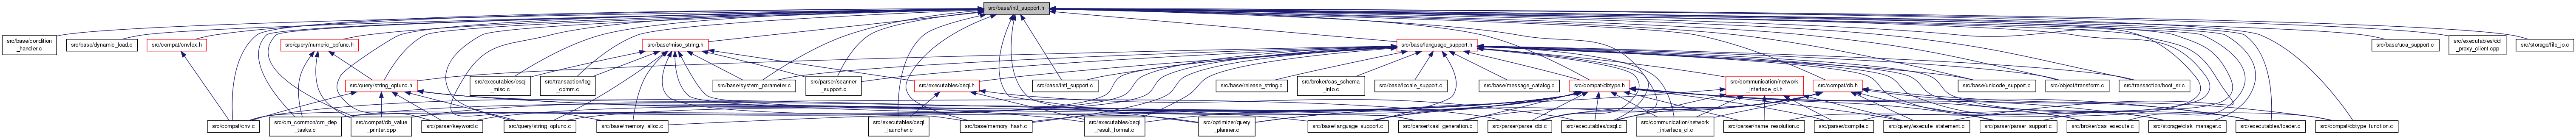 src/base/intl_support.h
src/base/condition
_handler.c
src/base/dynamic_load.c
src/compat/cnvlex.h
src/query/numeric_opfunc.h
src/base/misc_string.h
src/base/language_support.h
src/base/uca_support.c
src/executables/ddl
_proxy_client.cpp
src/storage/file_io.c
src/query/string_opfunc.h
src/executables/esql
_misc.c
src/transaction/log
_comm.c
src/base/system_parameter.c
src/parser/scanner
_support.c
src/executables/csql.h
src/base/intl_support.c
src/base/release_string.c
src/broker/cas_schema
_info.c
src/base/locale_support.c
src/base/message_catalog.c
src/compat/dbtype.h
src/communication/network
_interface_cl.h
src/compat/db.h
src/base/unicode_support.c
src/object/transform.c
src/transaction/boot_sr.c
src/compat/cnv.c
src/cm_common/cm_dep
_tasks.c
src/compat/db_value
_printer.cpp
src/parser/keyword.c
src/query/string_opfunc.c
src/base/memory_alloc.c
src/executables/csql
_launcher.c
src/base/memory_hash.c
src/executables/csql
_result_format.c
src/optimizer/query
_planner.c
src/base/language_support.c
src/parser/xasl_generation.c
src/parser/parse_dbl.c
src/executables/csql.c
src/communication/network
_interface_cl.c
src/parser/name_resolution.c
src/parser/compile.c
src/query/execute_statement.c
src/parser/parser_support.c
src/broker/cas_execute.c
src/storage/disk_manager.c
src/executables/loader.c
src/compat/dbtype_function.c